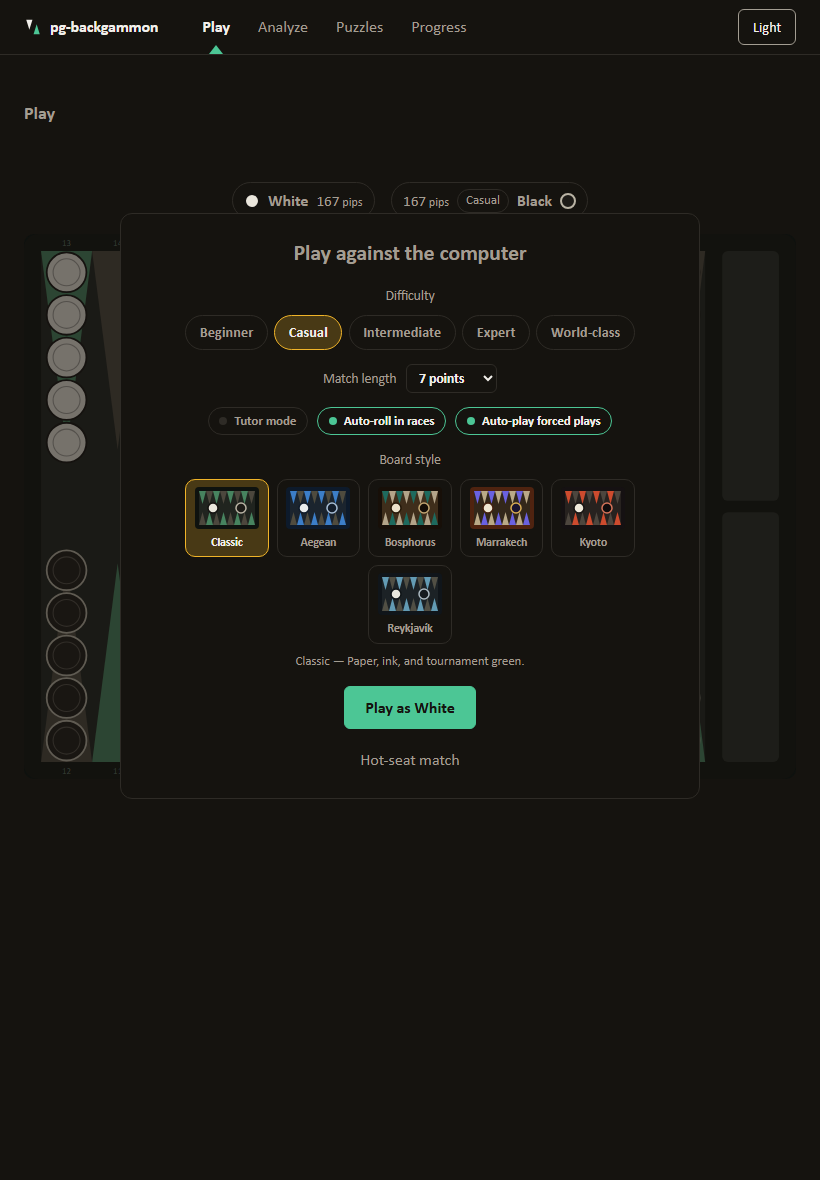 pg-backgammon Play Analyze Puzzles Progress Light
Play
White 167 pips 167 pips Casual Black
13
Play against the computer
Difficulty
Beginner Casual Intermediate Expert World-class
Match length 7 points
Tutor mode Auto-roll in races Auto-play forced plays
Board style
Classic Aegean Bosphorus Marrakech Kyoto
Reykjavík
Classic — Paper, ink, and tournament green.
Play as White
Hot-seat match
12